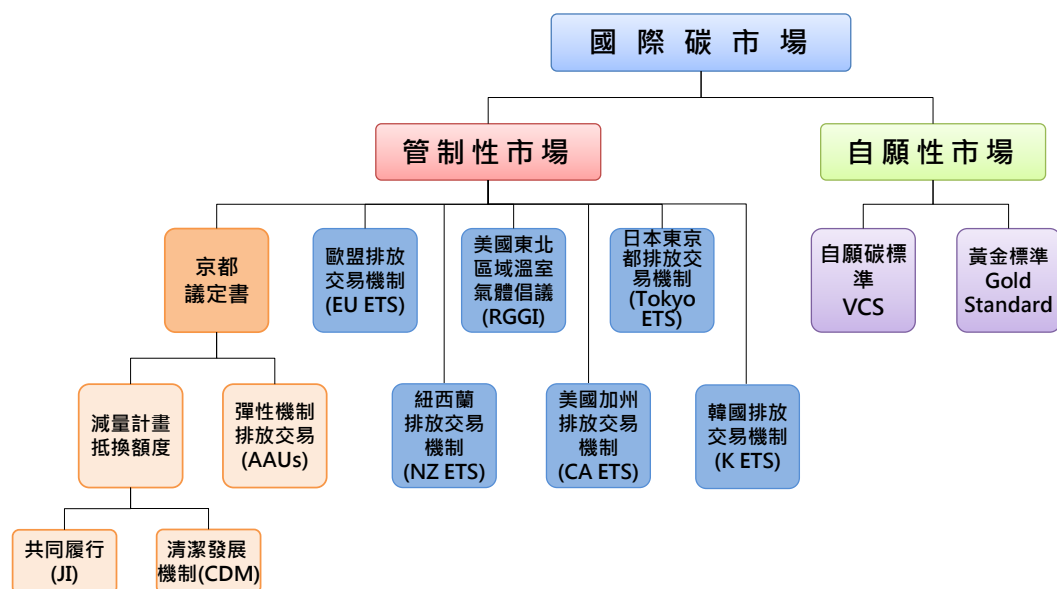 國際碳市場
管制性市場
自願性市場
京都
議定書
歐盟排放
交易機制
(EU ETS)
美國東北
區域溫室
氣體倡議
(RGGI)
日本東京
都排放交
易機制
(Tokyo
ETS)
自願碳標
準
VCS
黃金標準
Gold
Standard
減量計畫
抵換額度
彈性機制
排放交易
(AAUs)
紐西蘭
排放交易
機制
(NZ ETS)
美國加州
排放交易
機制
(CA ETS)
韓國排放
交易機制
(K ETS)
共同履行
(JI)
清潔發展
機制(CDM)